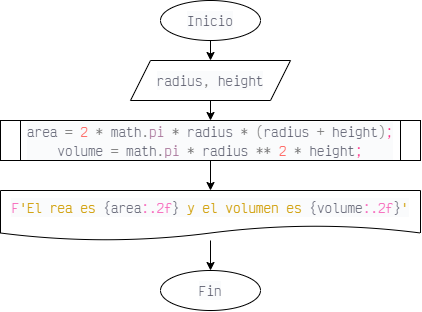 Inicio
radius, height
area = 2 * math.pi * radius * (radius + height);
volume = math.pi * radius ** 2 * height;
F'El rea es {area:.2f} y el volumen es {volume:.2f}'
Fin